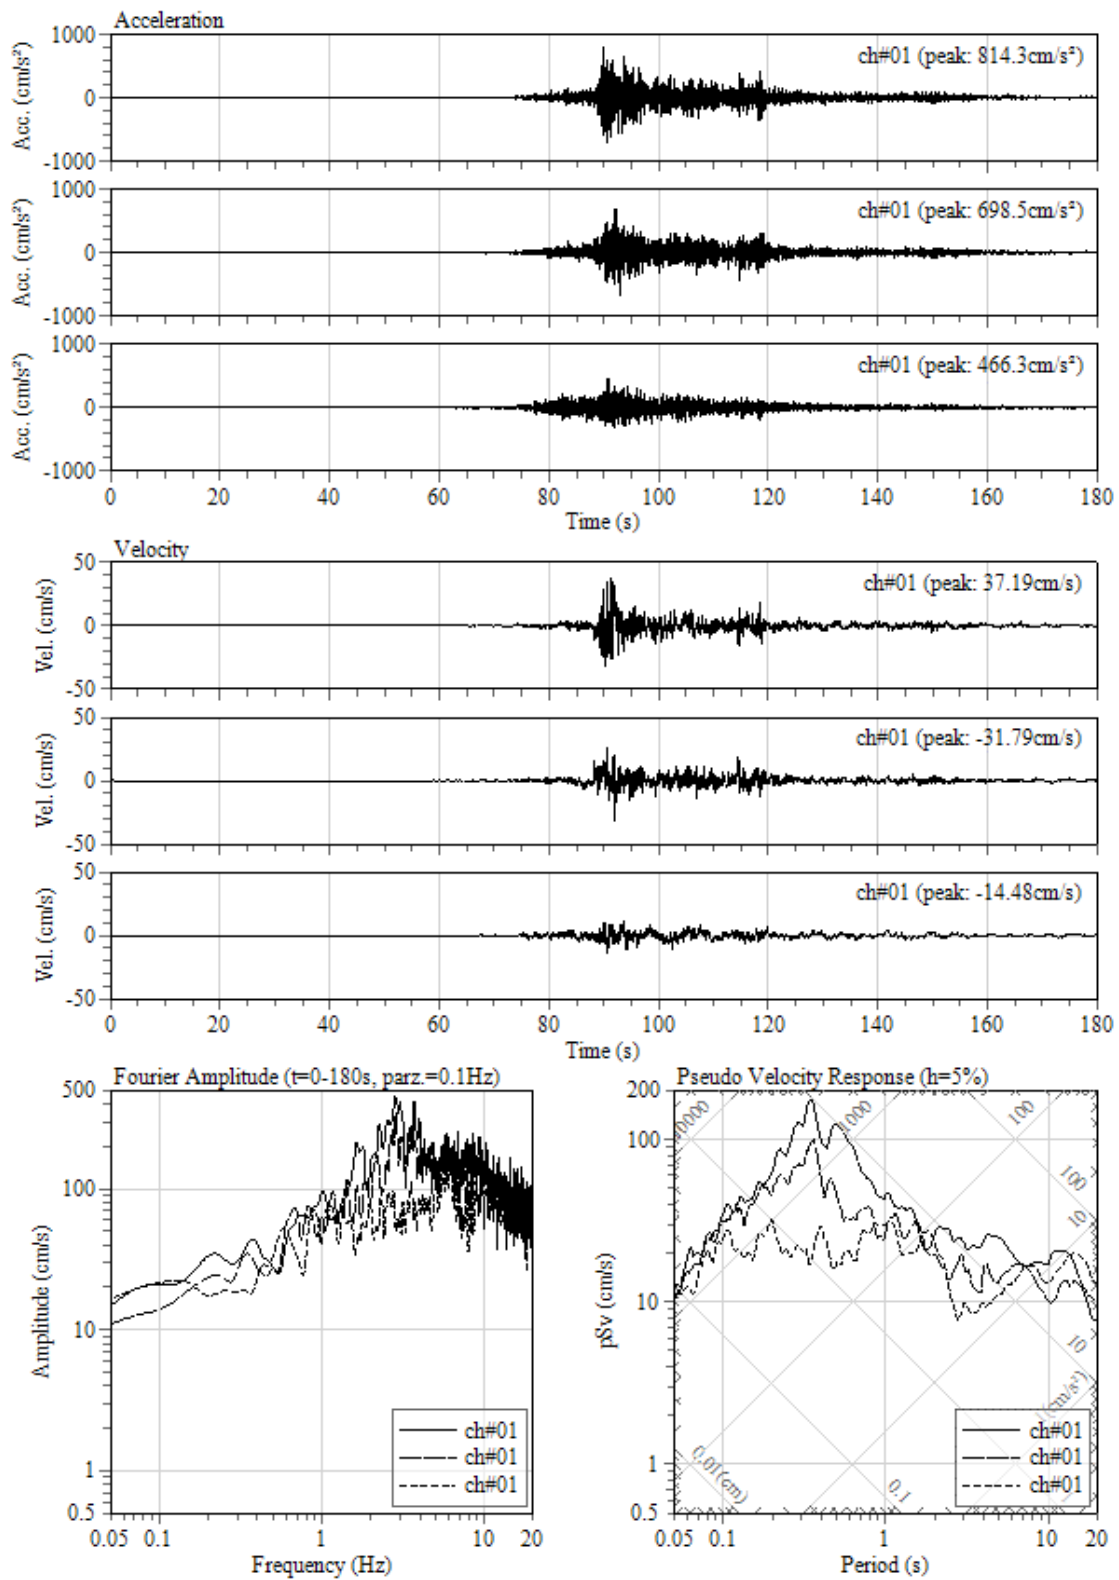 Acceleration
1000
0
-1000
Acc. (cm/s²)
ch#01 (peak: 814.3cm/s²)
1000
0
-1000
Acc. (cm/s²)
ch#01 (peak: 698.5cm/s²)
1000
0
-1000
Acc. (cm/s²)
ch#01 (peak: 466.3cm/s²)
0 20 40 60 80 100 120 140 160 180
Time (s)
Velocity
50
0
-50
Vel. (cm/s)
ch#01 (peak: 37.19cm/s)
50
0
-50
Vel. (cm/s)
ch#01 (peak: -31.79cm/s)
50
0
-50
Vel. (cm/s)
ch#01 (peak: -14.48cm/s)
0 20 40 60 80 100 120 140 160 180
Time (s)
Fourier Amplitude (t=0-180s, parz.=0.1Hz)
500
100
10
1
0.5
Amplitude (cm/s)
ch#01
ch#01
ch#01
0.05 0.1 1 10 20
Frequency (Hz)
Pseudo Velocity Response (h=5%)
200
100
10
1
0.5
pSv (cm/s)
1000
100
100
10
10
(cm/s²)
0.01(cm)
0.1
ch#01
ch#01
ch#01
0.05 0.1 1 10 20
Period (s)